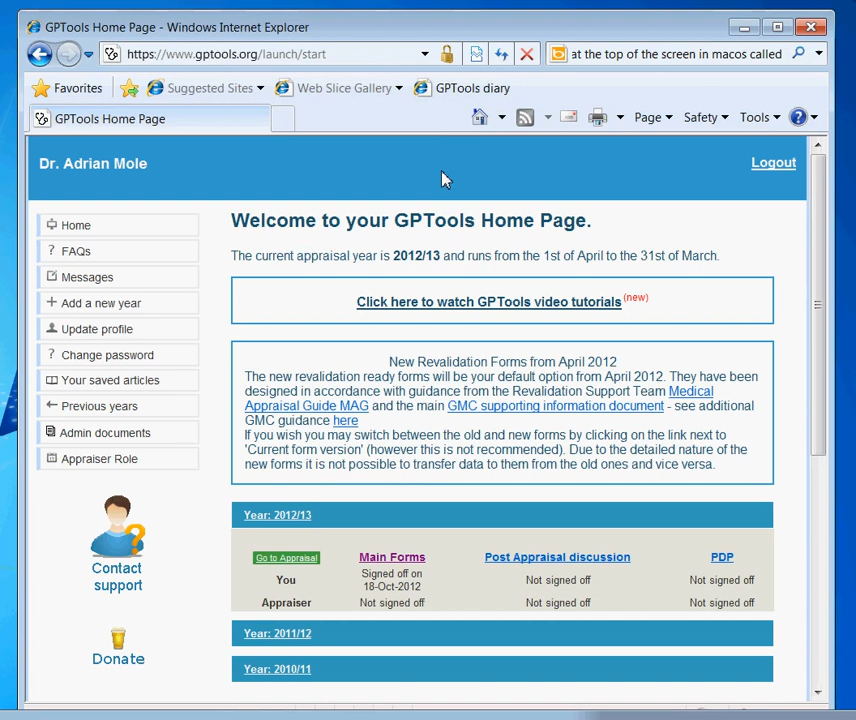 GPTools Home Page - Windows Internet Explorer
https://www.gptools.org/launch/start
at the top of the screen in macos called
Favorites
Suggested Sites
Web Slice Gallery
GPTools diary
GPTools Home Page
Page
Safety
Tools
Dr. Adrian Mole
Logout
Home
FAQs
Messages
Add a new year
Update profile
Change password
Your saved articles
Previous years
Admin documents
Appraiser Role
Contact
support
Donate
Welcome to your GPTools Home Page.
The current appraisal year is 2012/13 and runs from the 1st of April to the 31st of March.
Click here to watch GPTools video tutorials (new)
New Revalidation Forms from April 2012
The new revalidation ready forms will be your default option from April 2012. They have been
designed in accordance with guidance from the Revalidation Support Team Medical
Appraisal Guide MAG and the main GMC supporting information document - see additional
GMC guidance here
If you wish you may switch between the old and new forms by clicking on the link next to
'Current form version' (however this is not recommended). Due to the detailed nature of the
new forms it is not possible to transfer data to them from the old ones and vice versa.
Year: 2012/13
Go to Appraisal Main Forms Post Appraisal discussion PDP
You Signed off on 18-Oct-2012 Not signed off Not signed off
Appraiser Not signed off Not signed off Not signed off
Year: 2011/12
Year: 2010/11